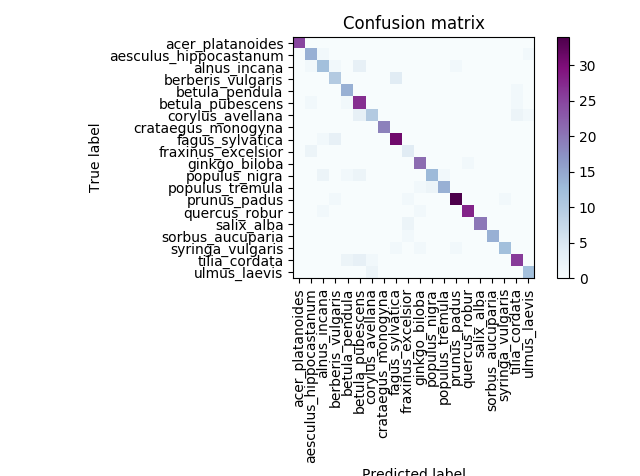 Confusion matrix
True label
acer_platanoides
aesculus_hippocastanum
alnus_incana
berberis_vulgaris
betula_pendula
betula_pubescens
corylus_avellana
crataegus_monogyna
fagus_sylvatica
fraxinus_excelsior
ginkgo_biloba
populus_nigra
populus_tremula
prunus_padus
quercus_robur
salix_alba
sorbus_aucuparia
syringa_vulgaris
tilia_cordata
ulmus_laevis
30
25
20
15
10
5
0
acer_platanoides
aesculus_hippocastanum
alnus_incana
berberis_vulgaris
betula_pendula
betula_pubescens
corylus_avellana
crataegus_monogyna
fagus_sylvatica
fraxinus_excelsior
ginkgo_biloba
populus_nigra
populus_tremula
prunus_padus
quercus_robur
salix_alba
sorbus_aucuparia
syringa_vulgaris
tilia_cordata
ulmus_laevis
Predicted label